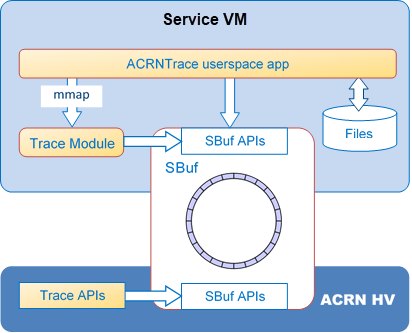 Service VM
ACRNTrace userspace app
mmap
Trace Module
SBuf APIs
Files
SBuf
Trace APIs
SBuf APIs
ACRN HV